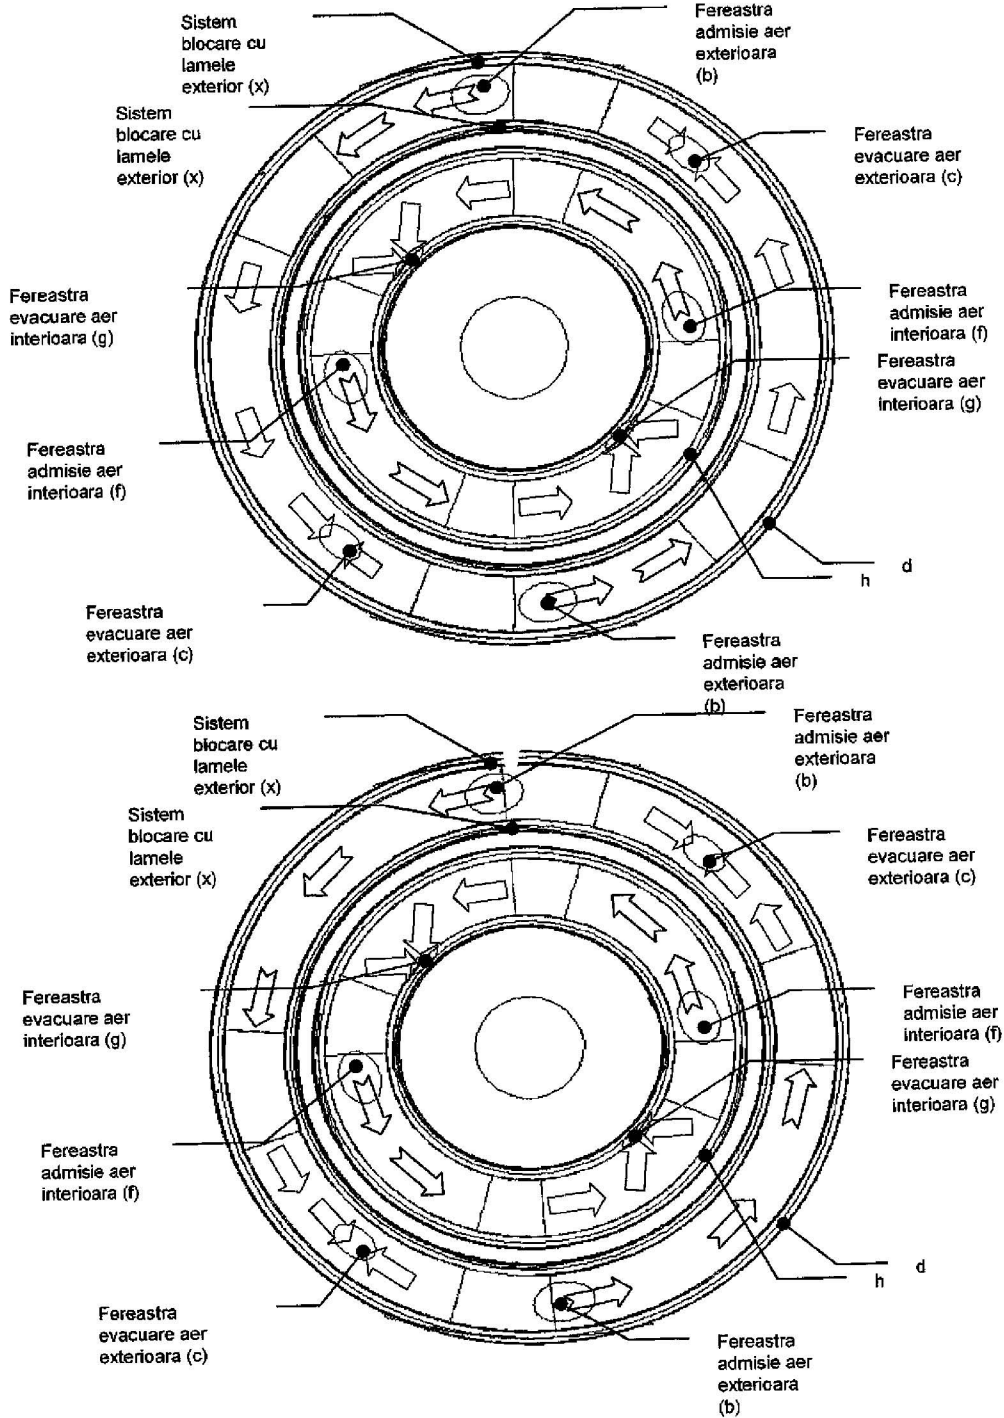 Sistem
blocare cu
lamele
exterior (x)
Fereastra
admisie aer
exterioara
(b)
Sistem
blocare cu
lamele
exterior (x)
Fereastra
evacuare aer
exterioara (c)
Fereastra
evacuare aer
interioara (g)
Fereastra
admisie aer
interioara (f)
Fereastra
evacuare aer
interioara (g)
Fereastra
admisie aer
interioara (f)
d
h
Fereastra
evacuare aer
exterioara (c)
Fereastra
admisie aer
exterioara
(b)
Sistem
blocare cu
lamele
exterior (x)
Fereastra
admisie aer
exterioara
(b)
Sistem
blocare cu
lamele
exterior (x)
Fereastra
evacuare aer
exterioara (c)
Fereastra
evacuare aer
interioara (g)
Fereastra
admisie aer
interioara (f)
Fereastra
evacuare aer
interioara (g)
Fereastra
admisie aer
interioara (f)
d
h
Fereastra
evacuare aer
exterioara (c)
Fereastra
admisie aer
exterioara
(b)